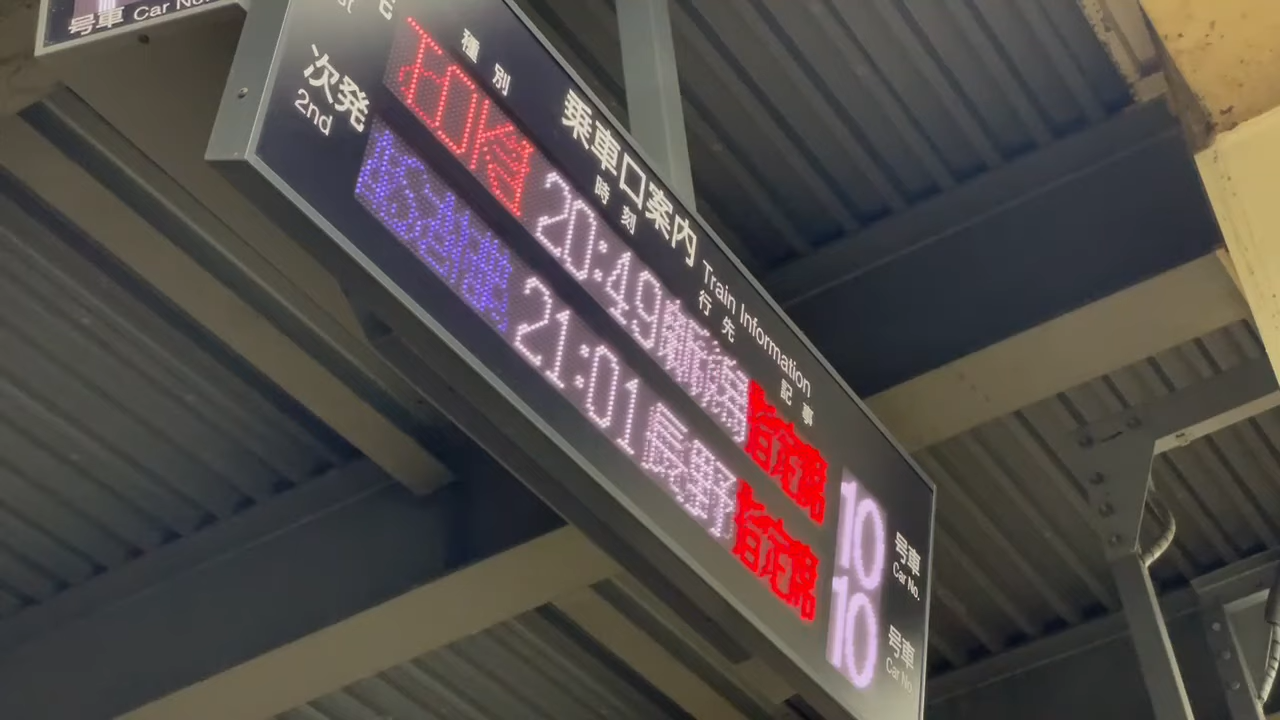 号車 Car No.
種別 乗車口案内 Train Information
時刻 行先 記事
20:49 指定席 10 号車 Car No.
次発 2nd 21:01 長野 指定席 10 号車 Car No.